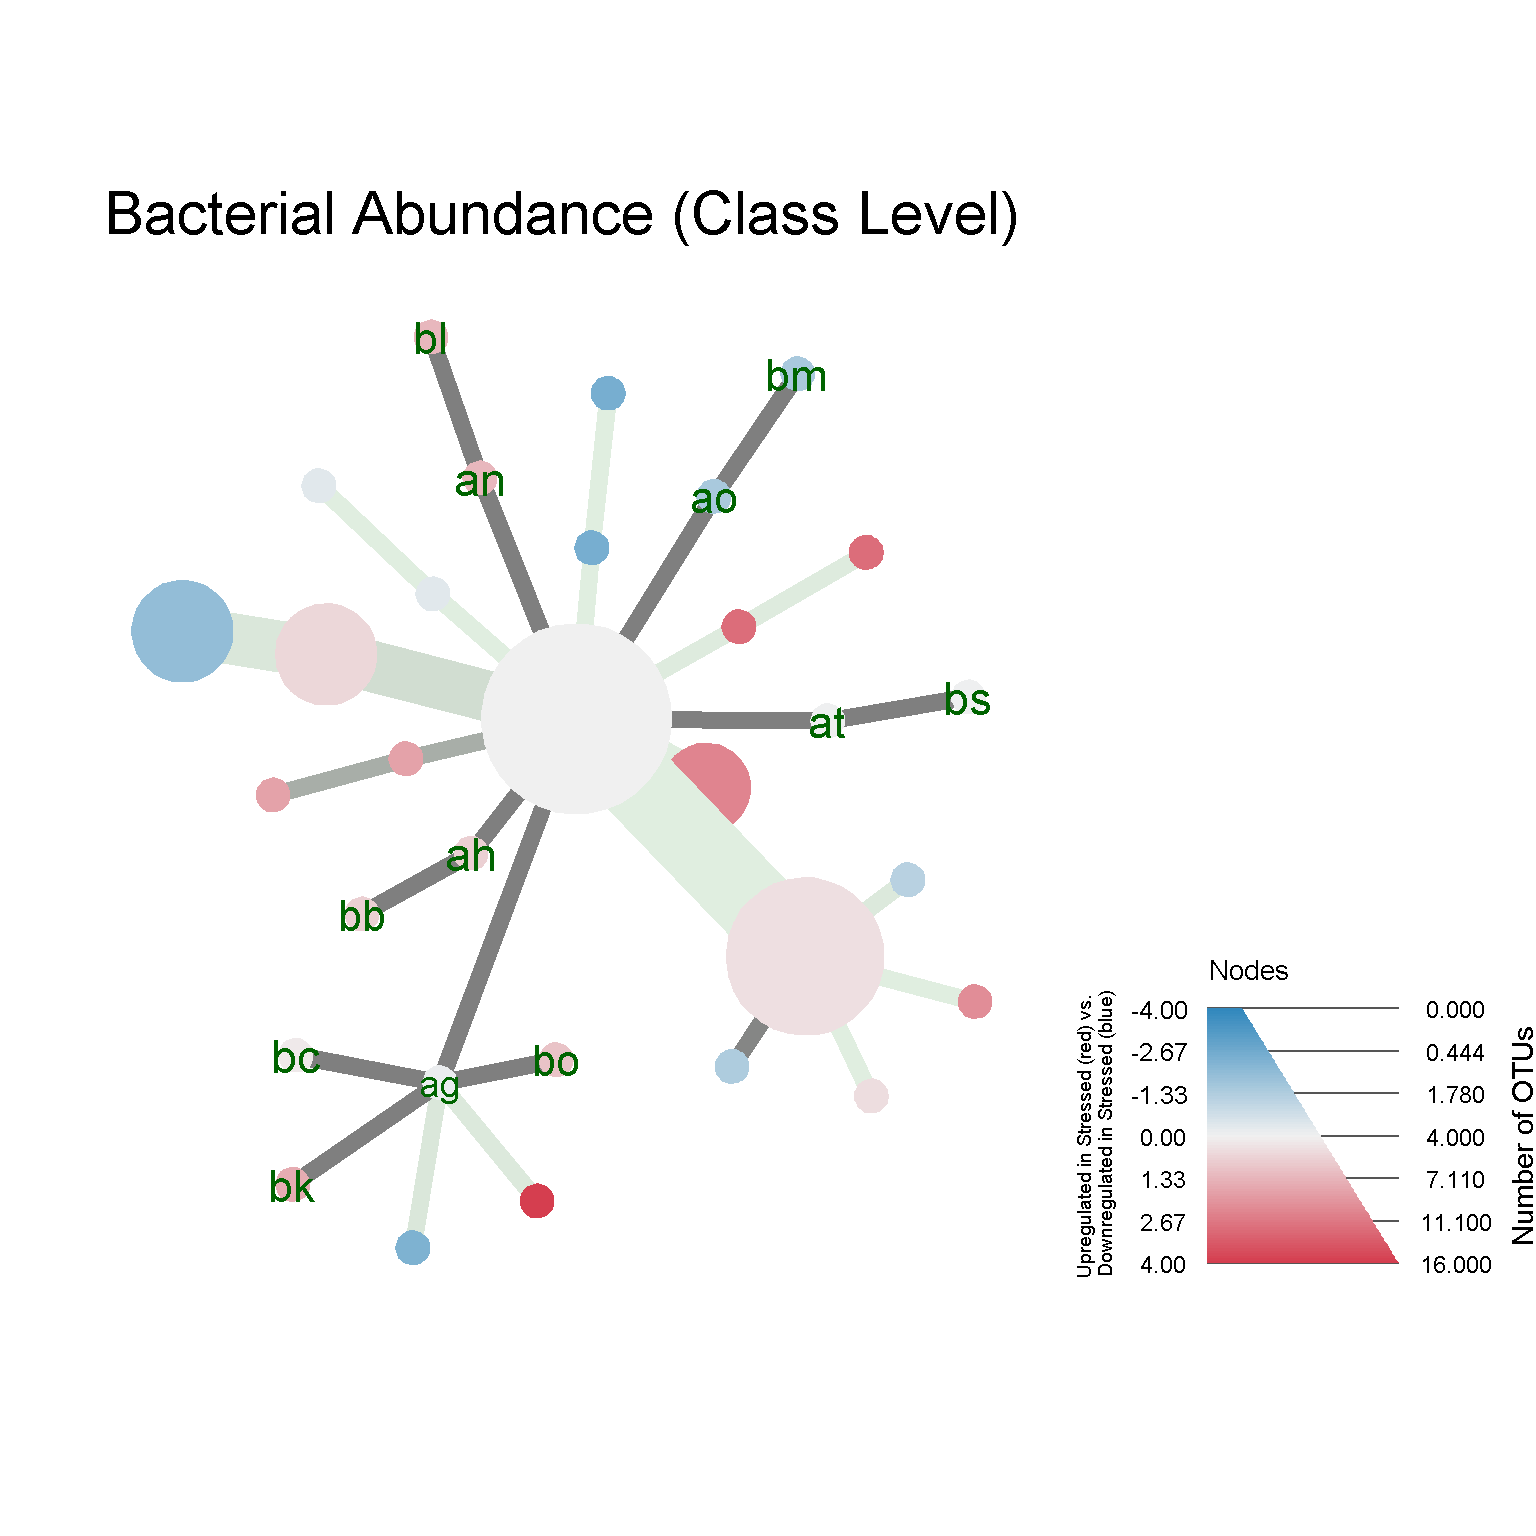 Bacterial Abundance (Class Level)
bl
bm
an
ao
bs
at
ah
bb
bc
bo
ag
bk
Nodes
Upregulated in Stressed (red) vs.
Downregulated in Stressed (blue)
-4.00 0.000
-2.67 0.444
-1.33 1.780
0.00 4.000
1.33 7.110
2.67 11.100
4.00 16.000
Number of OTUs